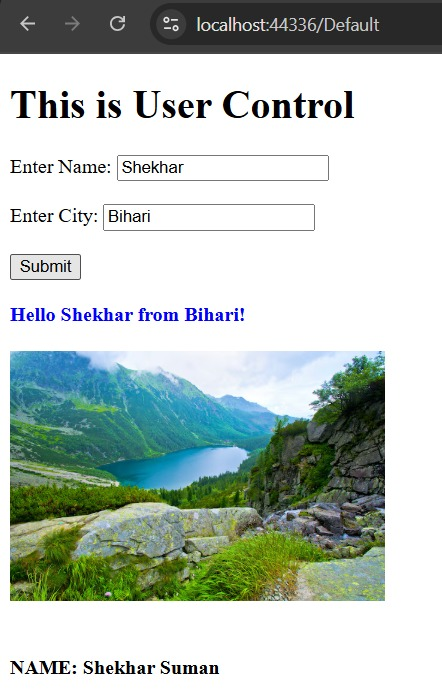 localhost:44336/Default
This is User Control
Enter Name: Shekhar
Enter City: Bihari
Submit
Hello Shekhar from Bihari!
NAME: Shekhar Suman